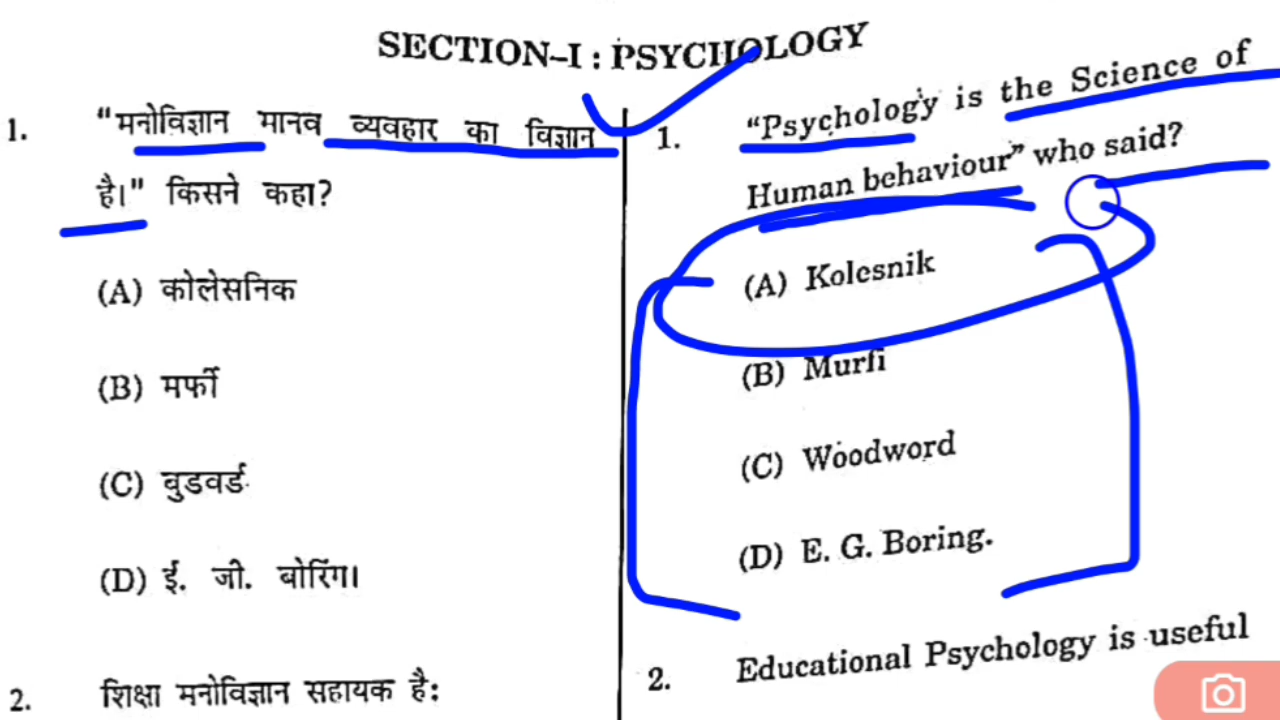 SECTION–I : PSYCHOLOGY
1. "मनोविज्ञान मानव व्यवहार का विज्ञान
है।" किसने कहा?
(A) कोलेसनिक
(B) मर्फी
(C) वुडवर्ड
(D) ई. जी. बोरिंग।
2. शिक्षा मनोविज्ञान सहायक है:
1. "Psychology is the Science of
Human behaviour" who said?
(A) Kolesnik
(B) Murfi
(C) Woodword
(D) E. G. Boring.
2. Educational Psychology is useful